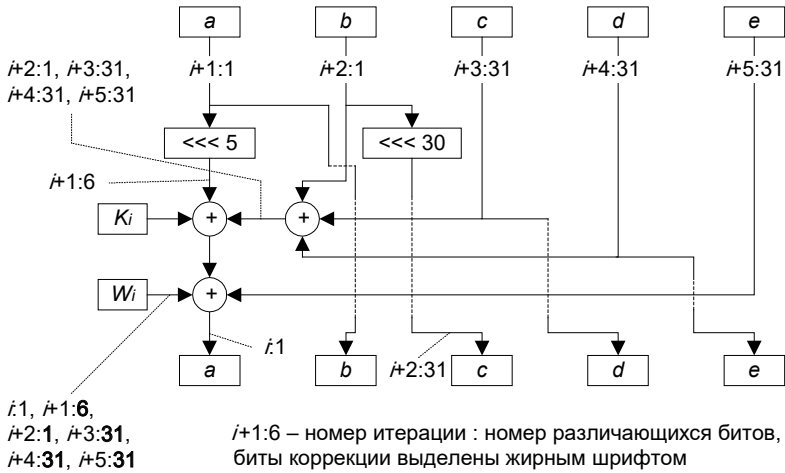 a b c d e
i+2:1, i+3:31,
i+4:31, i+5:31
i+1:1 i+2:1 i+3:31 i+4:31 i+5:31
<<< 5 <<< 30
i+1:6
Ki + +
Wi +
i:1
i+2:31
a b c d e
i:1, i+1:6,
i+2:1, i+3:31,
i+4:31, i+5:31
i+1:6 – номер итерации : номер различающихся битов,
биты коррекции выделены жирным шрифтом